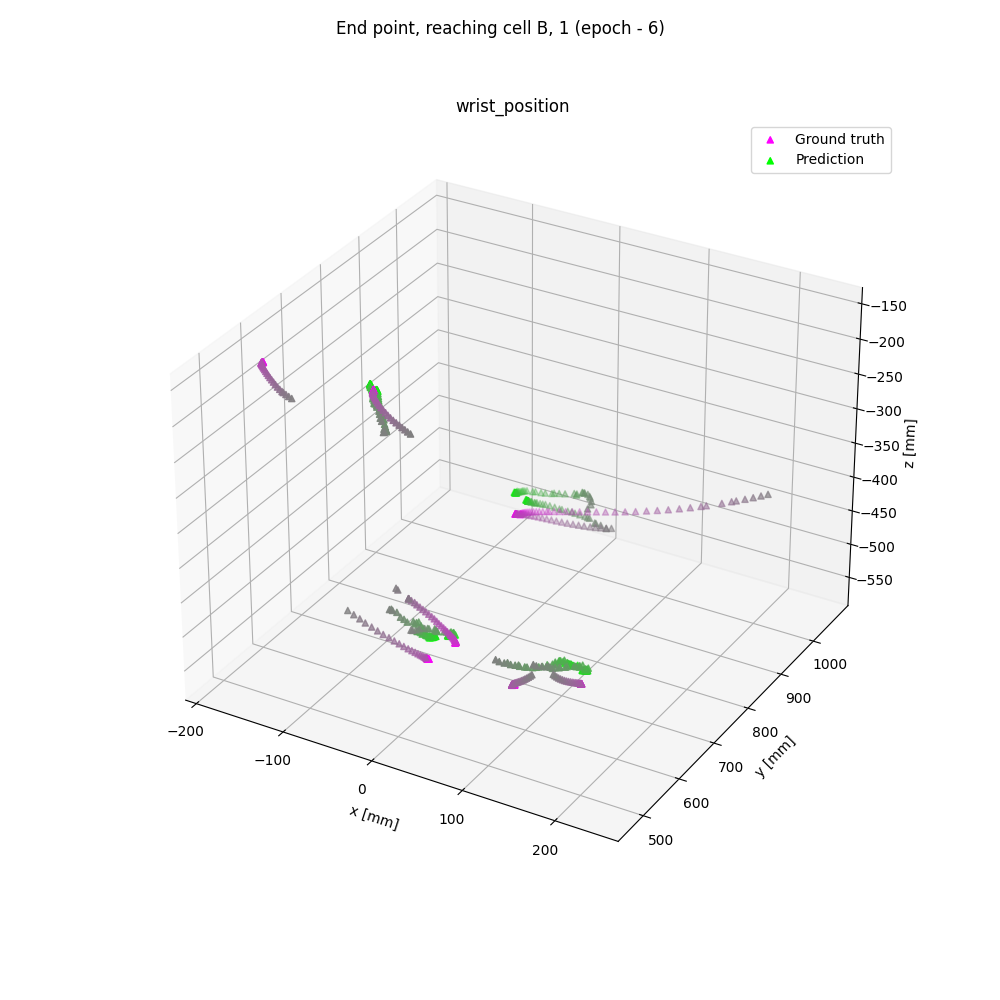 End point, reaching cell B, 1 (epoch - 6)
wrist_position
Ground truth
Prediction
−150
−200
−250
−300
−350
−400
−450
−500
−550
z [mm]
1000
900
800
700
600
500
y [mm]
−200
−100
0
100
200
x [mm]